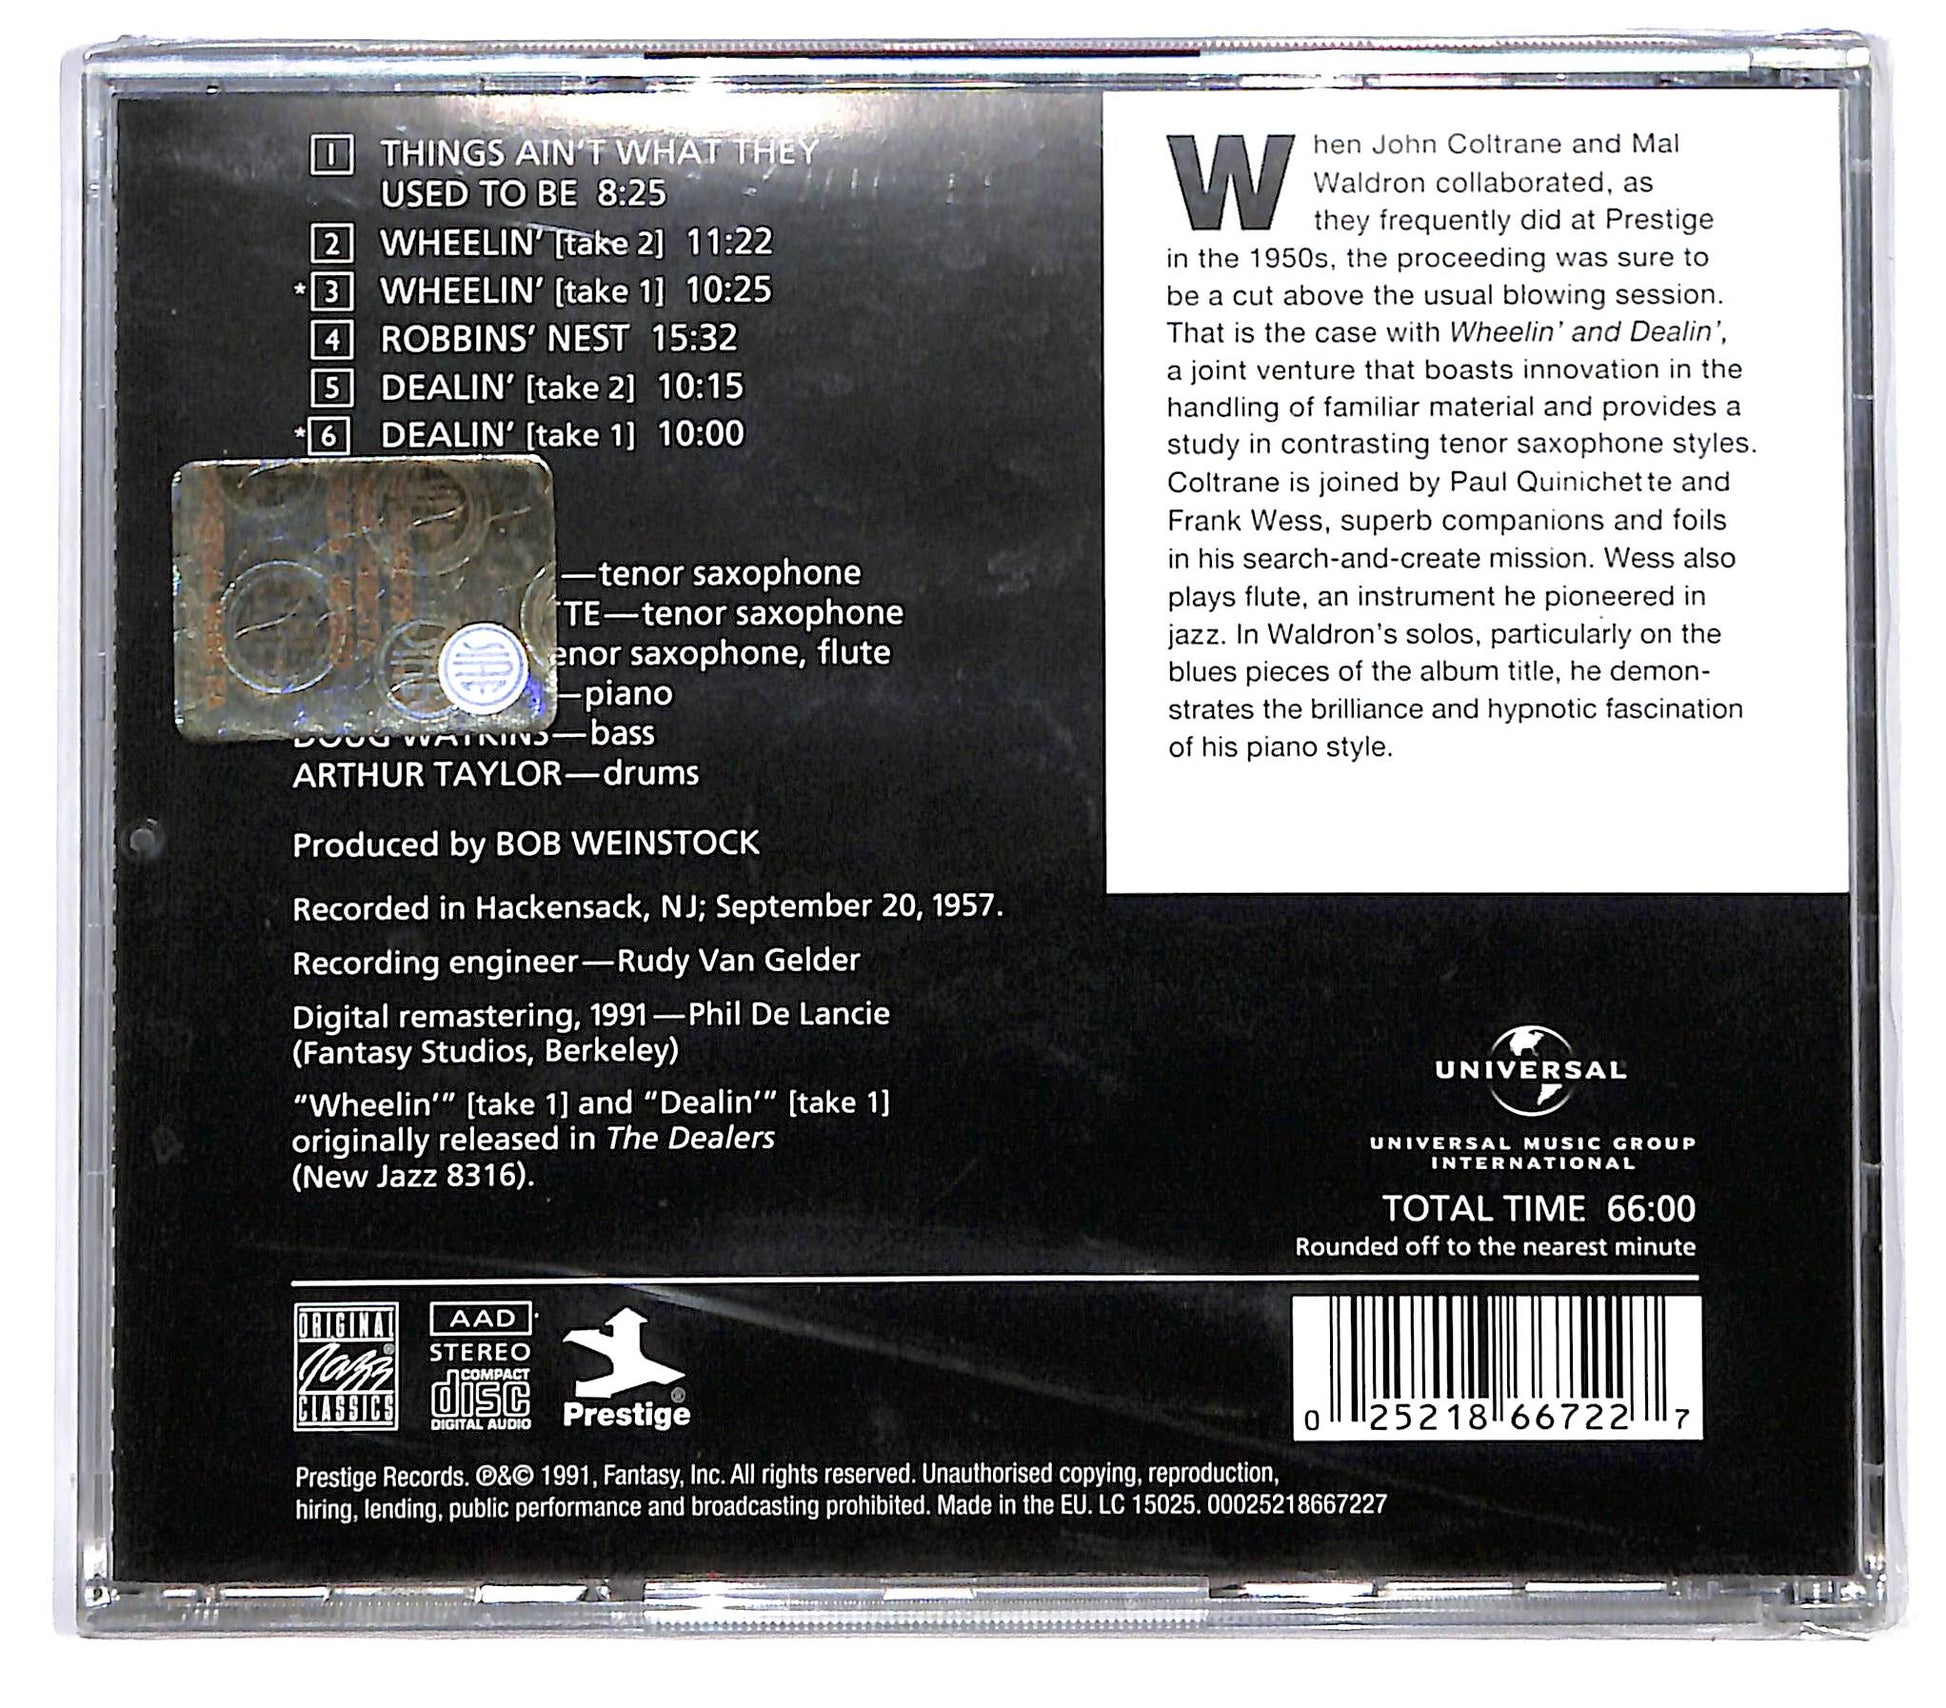 1 THINGS AIN'T WHAT THEY
USED TO BE 8:25
2 WHEELIN' [take 2] 11:22
*3 WHEELIN' [take 1] 10:25
4 ROBBINS' NEST 15:32
5 DEALIN' [take 2] 10:15
*6 DEALIN' [take 1] 10:00
—tenor saxophone
TTE—tenor saxophone
enor saxophone, flute
—piano
DOUG WATKINS—bass
ARTHUR TAYLOR—drums
Produced by BOB WEINSTOCK
Recorded in Hackensack, NJ; September 20, 1957.
Recording engineer—Rudy Van Gelder
Digital remastering, 1991—Phil De Lancie
(Fantasy Studios, Berkeley)
"Wheelin'" [take 1] and "Dealin'" [take 1]
originally released in The Dealers
(New Jazz 8316).
When John Coltrane and Mal
Waldron collaborated, as
they frequently did at Prestige
in the 1950s, the proceeding was sure to
be a cut above the usual blowing session.
That is the case with Wheelin' and Dealin',
a joint venture that boasts innovation in the
handling of familiar material and provides a
study in contrasting tenor saxophone styles.
Coltrane is joined by Paul Quinichette and
Frank Wess, superb companions and foils
in his search-and-create mission. Wess also
plays flute, an instrument he pioneered in
jazz. In Waldron's solos, particularly on the
blues pieces of the album title, he demon-
strates the brilliance and hypnotic fascination
of his piano style.
UNIVERSAL
UNIVERSAL MUSIC GROUP
INTERNATIONAL
TOTAL TIME 66:00
Rounded off to the nearest minute
ORIGINAL
Jazz ®
CLASSICS
AAD
STEREO
COMPACT
disc
DIGITAL AUDIO
Prestige ®
0 25218 66722 7
Prestige Records. ℗&© 1991, Fantasy, Inc. All rights reserved. Unauthorised copying, reproduction,
hiring, lending, public performance and broadcasting prohibited. Made in the EU. LC 15025. 00025218667227